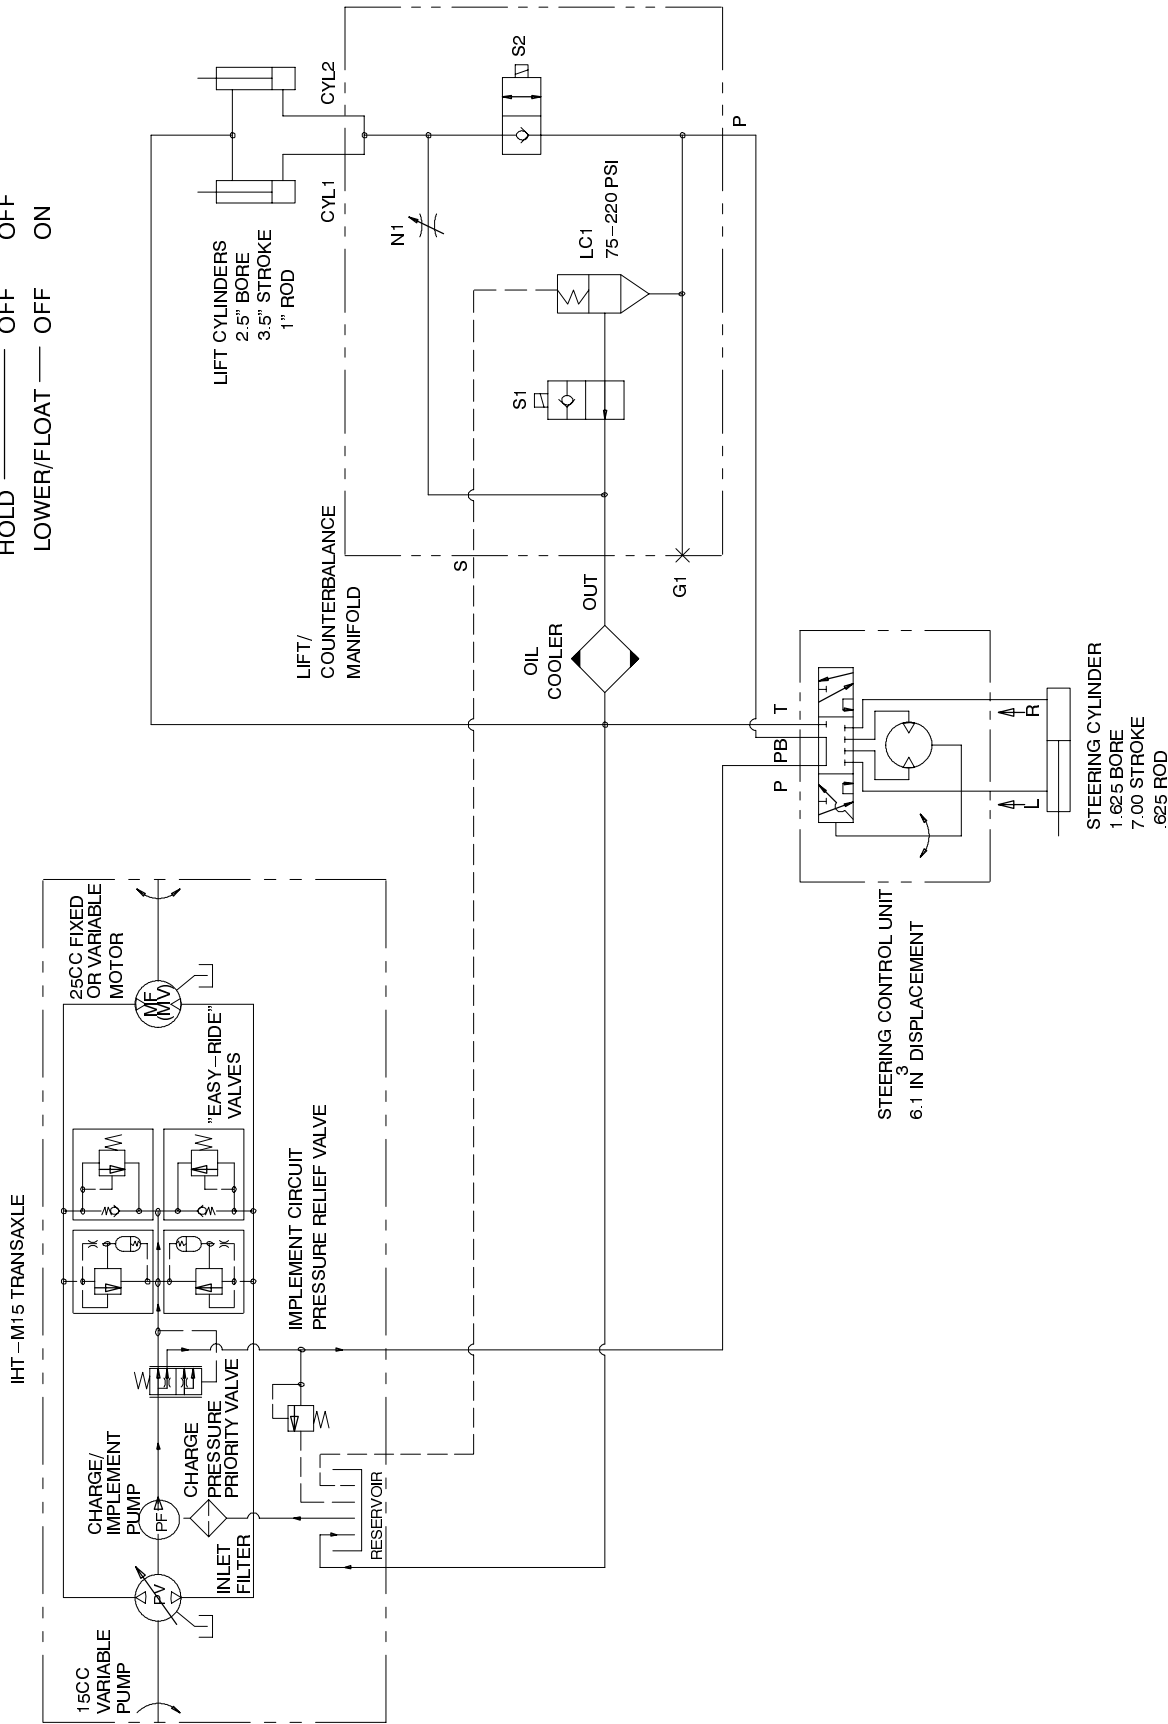 HOLD OFF OFF
LOWER/FLOAT OFF ON
LIFT CYLINDERS
2.5" BORE
3.5" STROKE
1" ROD
CYL1
CYL2
S2
N1
LC1
75-220 PSI
S1
P
LIFT/
COUNTERBALANCE
MANIFOLD
S
OUT
G1
OIL
COOLER
P PB T
L
R
STEERING CYLINDER
1.625 BORE
7.00 STROKE
.625 ROD
STEERING CONTROL UNIT
6.1 IN3 DISPLACEMENT
IHT-M15 TRANSAXLE
15CC
VARIABLE
PUMP
PV
CHARGE/
IMPLEMENT
PUMP
PF
INLET
FILTER
CHARGE
PRESSURE
PRIORITY VALVE
RESERVOIR
IMPLEMENT CIRCUIT
PRESSURE RELIEF VALVE
"EASY-RIDE"
VALVES
25CC FIXED
OR VARIABLE
MOTOR
MF
(MV)